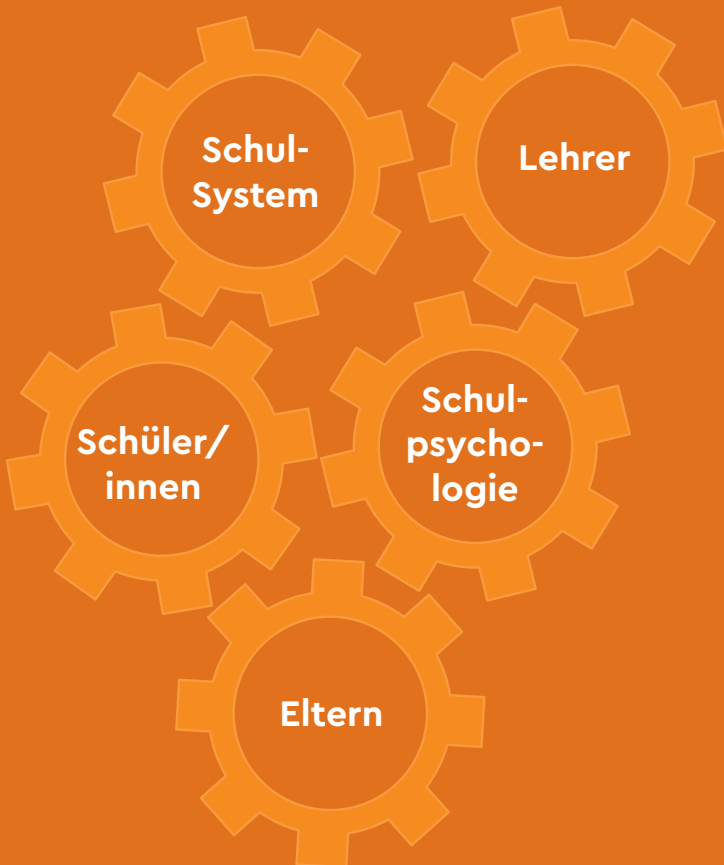 Schul-
System
Lehrer
Schüler/
innen
Schul-
psycho-
logie
Eltern